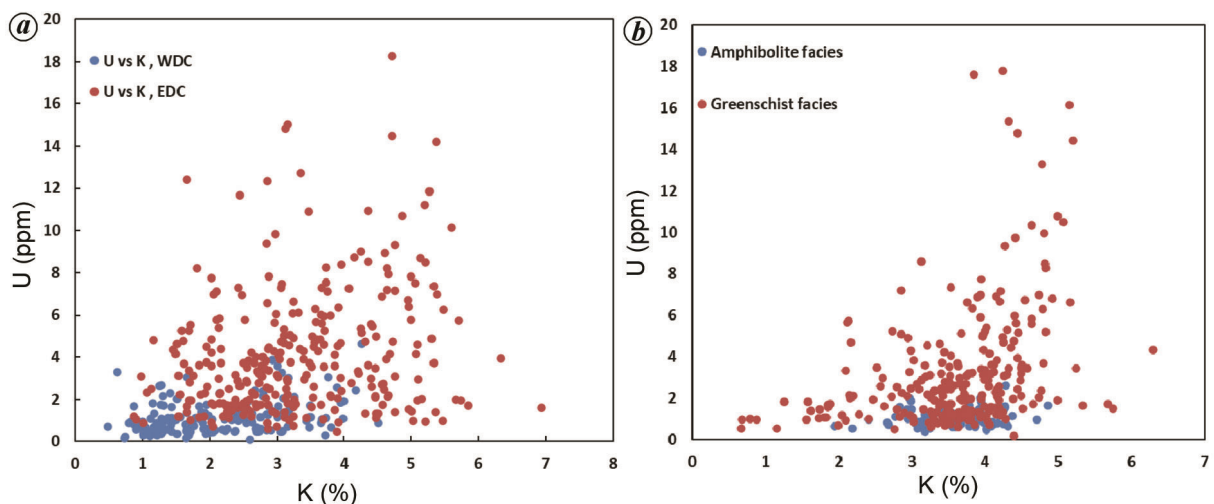 a
20
18
16
14
12
10
8
6
4
2
0
U (ppm)
U vs K , WDC
U vs K , EDC
0 1 2 3 4 5 6 7 8
K (%)
b
20
18
16
14
12
10
8
6
4
2
0
U (ppm)
Amphibolite facies
Greenschist facies
0 1 2 3 4 5 6 7
K (%)